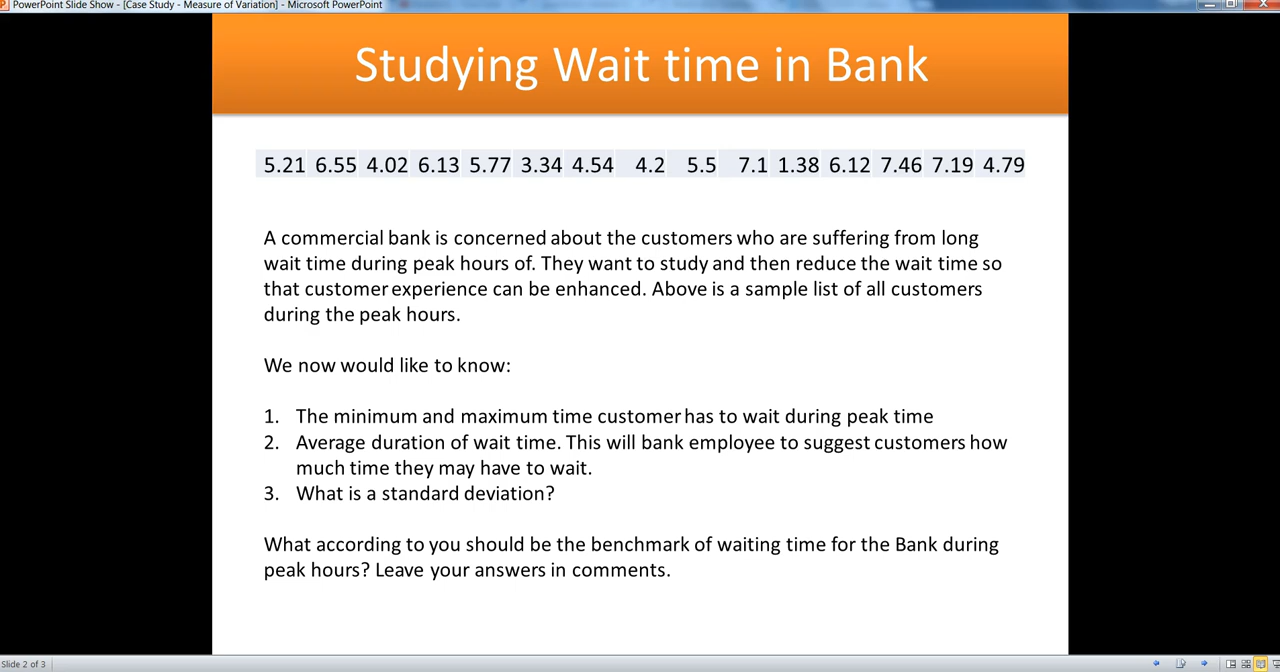 PowerPoint Slide Show - [Case Study - Measure of Variation] - Microsoft PowerPoint
Studying Wait time in Bank
5.21 6.55 4.02 6.13 5.77 3.34 4.54 4.2 5.5 7.1 1.38 6.12 7.46 7.19 4.79
A commercial bank is concerned about the customers who are suffering from long
wait time during peak hours of. They want to study and then reduce the wait time so
that customer experience can be enhanced. Above is a sample list of all customers
during the peak hours.
We now would like to know:
1. The minimum and maximum time customer has to wait during peak time
2. Average duration of wait time. This will bank employee to suggest customers how
much time they may have to wait.
3. What is a standard deviation?
What according to you should be the benchmark of waiting time for the Bank during
peak hours? Leave your answers in comments.
Slide 2 of 3